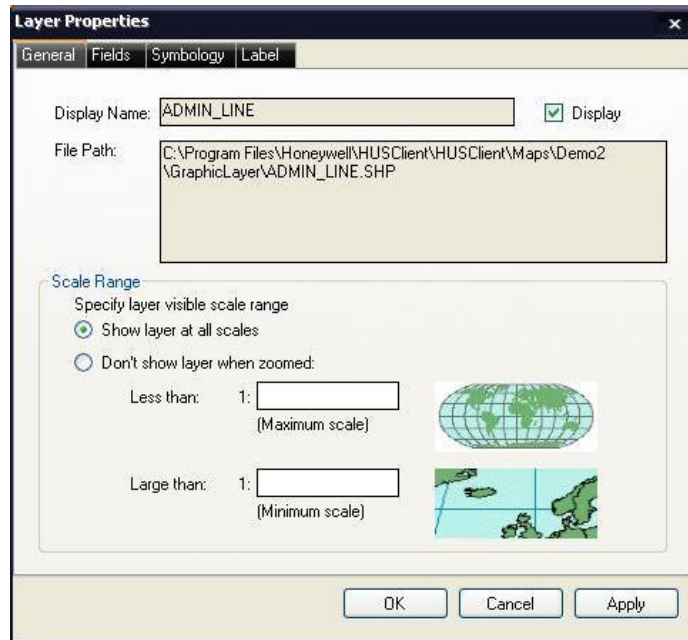 Layer Properties
General Fields Symbology Label
Display Name: ADMIN_LINE Display
File Path: C:\Program Files\Honeywell\HUSClient\HUSClient\Maps\Demo2
\GraphicLayer\ADMIN_LINE.SHP
Scale Range
Specify layer visible scale range
Show layer at all scales
Don't show layer when zoomed:
Less than: 1:
(Maximum scale)
Large than: 1:
(Minimum scale)
OK Cancel Apply